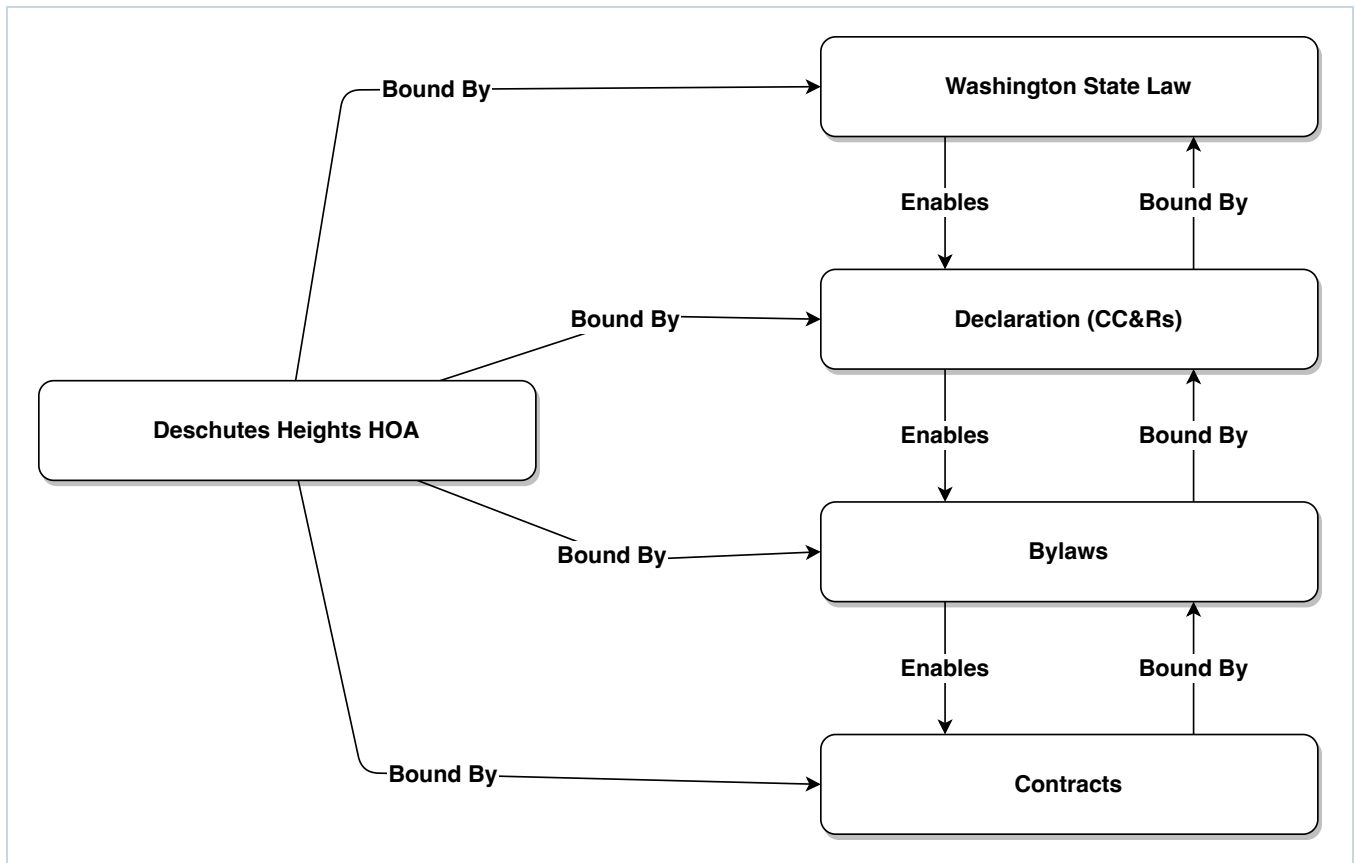 Bound By
Washington State Law
Enables
Bound By
Bound By
Declaration (CC&Rs)
Deschutes Heights HOA
Enables
Bound By
Bound By
Bylaws
Enables
Bound By
Bound By
Contracts